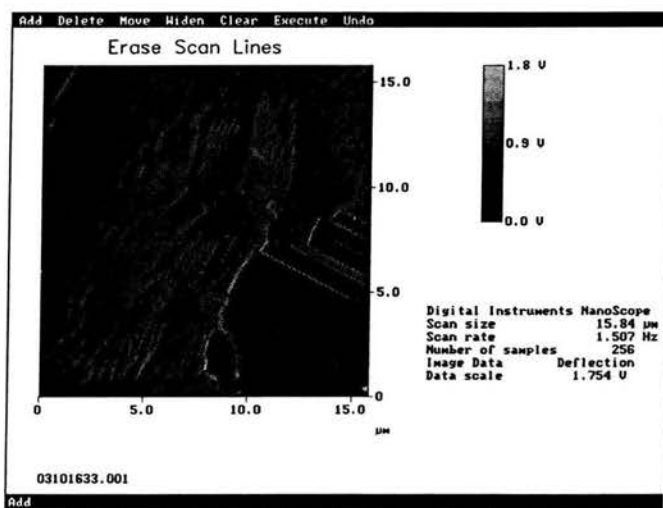 Add Delete Move Widen Clear Execute Undo
Erase Scan Lines
15.0
10.0
5.0
0
0 5.0 10.0 15.0
µm
1.8 V
0.9 V
0.0 V
Digital Instruments NanoScope
Scan size 15.84 µm
Scan rate 1.507 Hz
Number of samples 256
Image Data Deflection
Data scale 1.754 V
03101633.001
Add